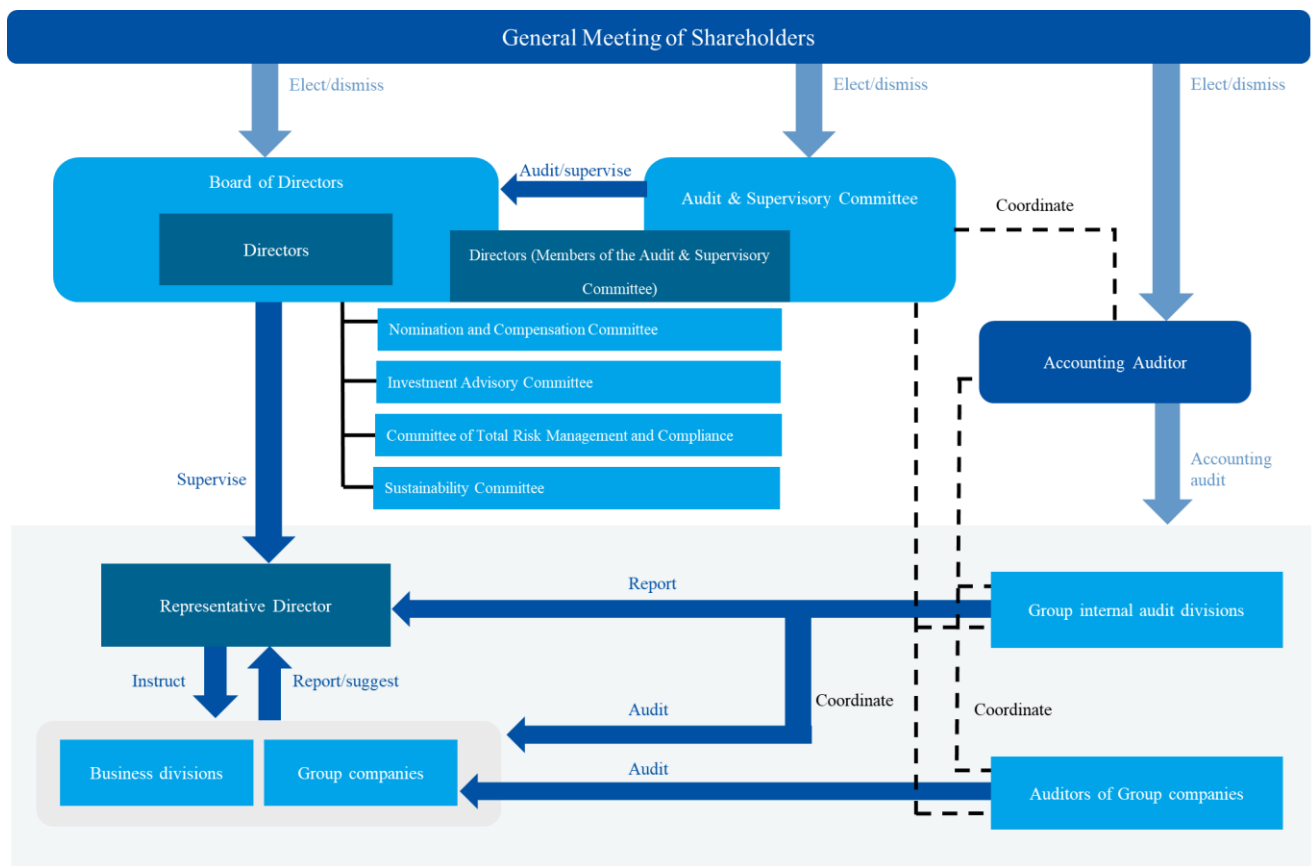 General Meeting of Shareholders
Elect/dismiss
Elect/dismiss
Elect/dismiss
Board of Directors
Audit/supervise
Audit & Supervisory Committee
Coordinate
Directors
Directors (Members of the Audit & Supervisory
Committee)
Nomination and Compensation Committee
Investment Advisory Committee
Committee of Total Risk Management and Compliance
Sustainability Committee
Accounting Auditor
Supervise
Accounting
audit
Representative Director
Report
Group internal audit divisions
Instruct
Report/suggest
Coordinate
Audit
Coordinate
Business divisions
Group companies
Audit
Auditors of Group companies